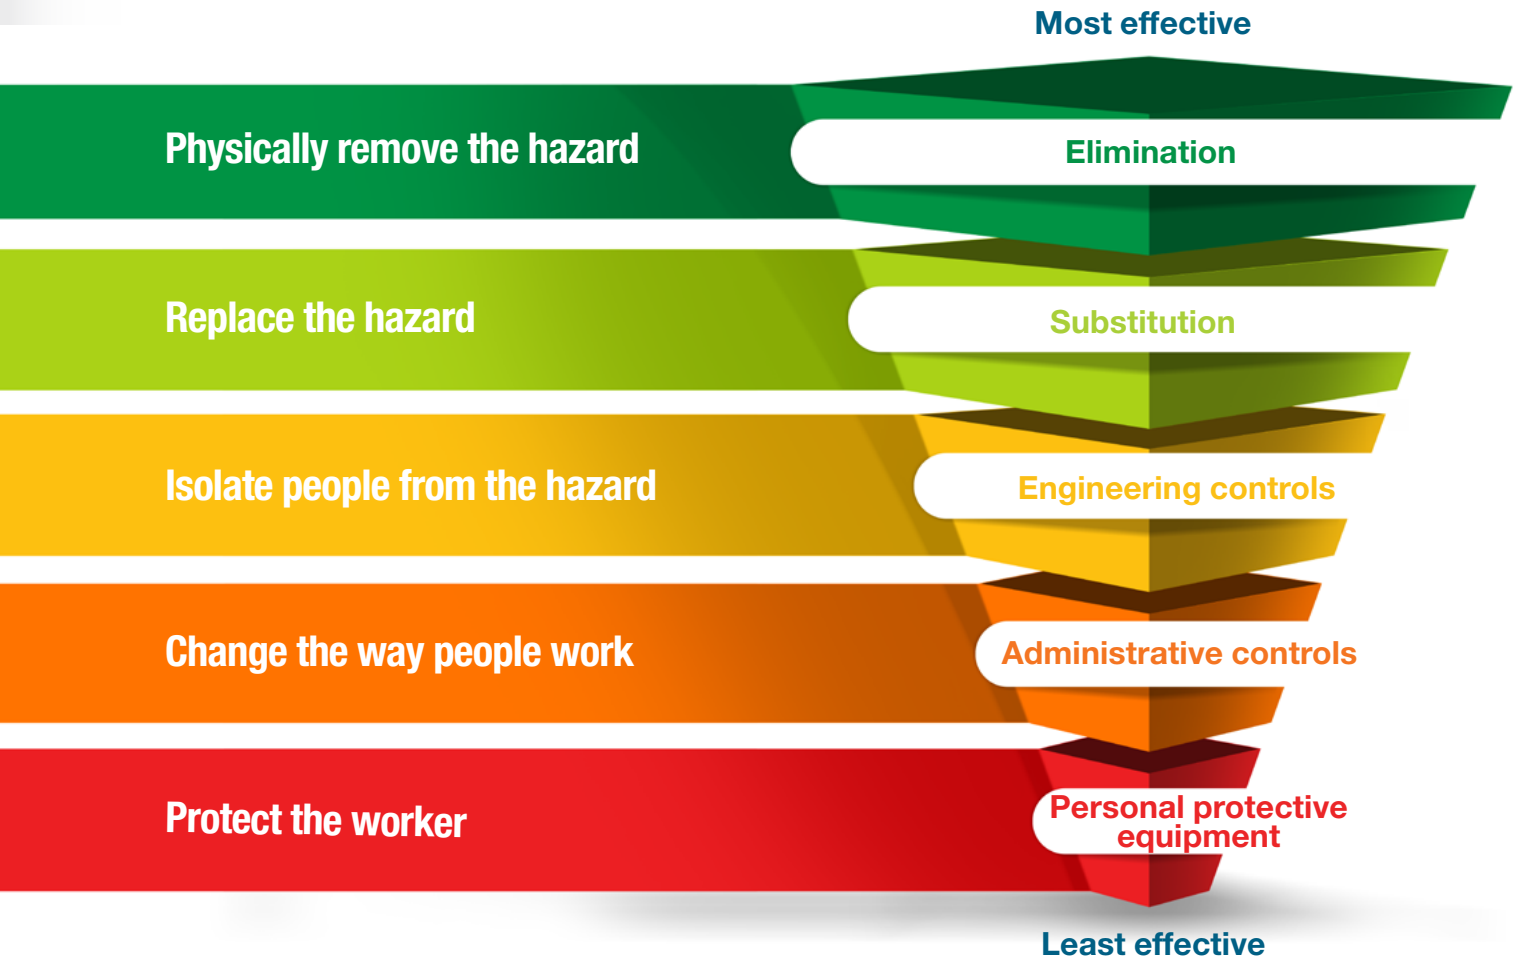 Most effective
Physically remove the hazard
Elimination
Replace the hazard
Substitution
Isolate people from the hazard
Engineering controls
Change the way people work
Administrative controls
Protect the worker
Personal protective
equipment
Least effective